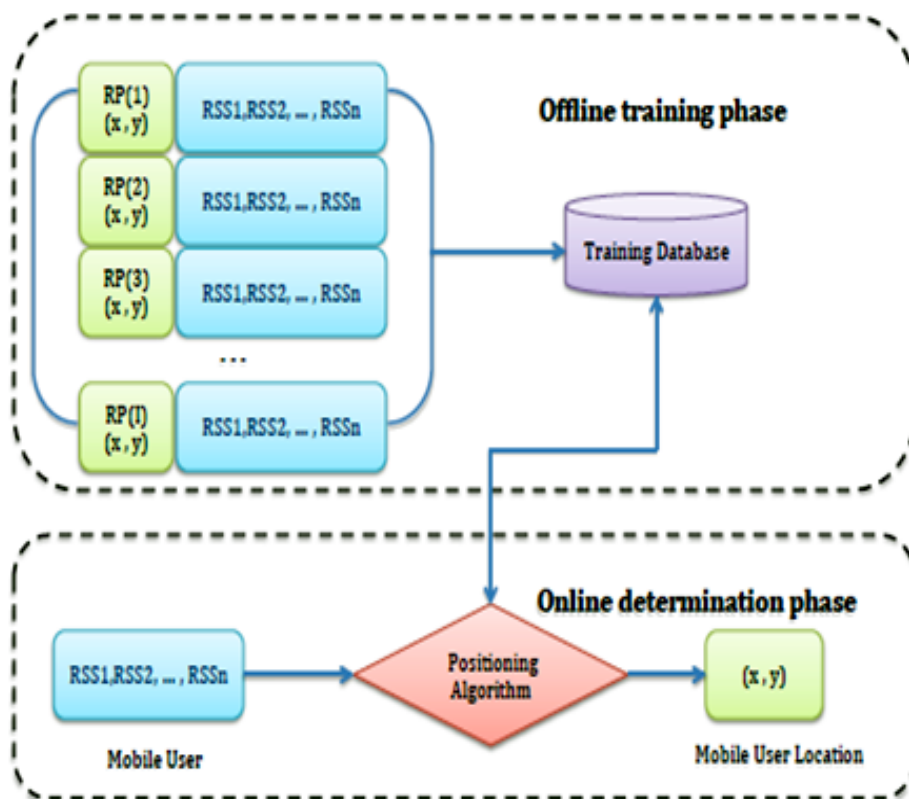 RP(1)
(x , y)
RSS1,RSS2, ... , RSSn
Offline training phase
RP(2)
(x , y)
RSS1,RSS2, ... , RSSn
Training Database
RP(3)
(x , y)
RSS1,RSS2, ... , RSSn
...
RP(I)
(x , y)
RSS1,RSS2, ... , RSSn
Online determination phase
RSS1,RSS2, ... , RSSn
Positioning
Algorithm
(x , y)
Mobile User
Mobile User Location